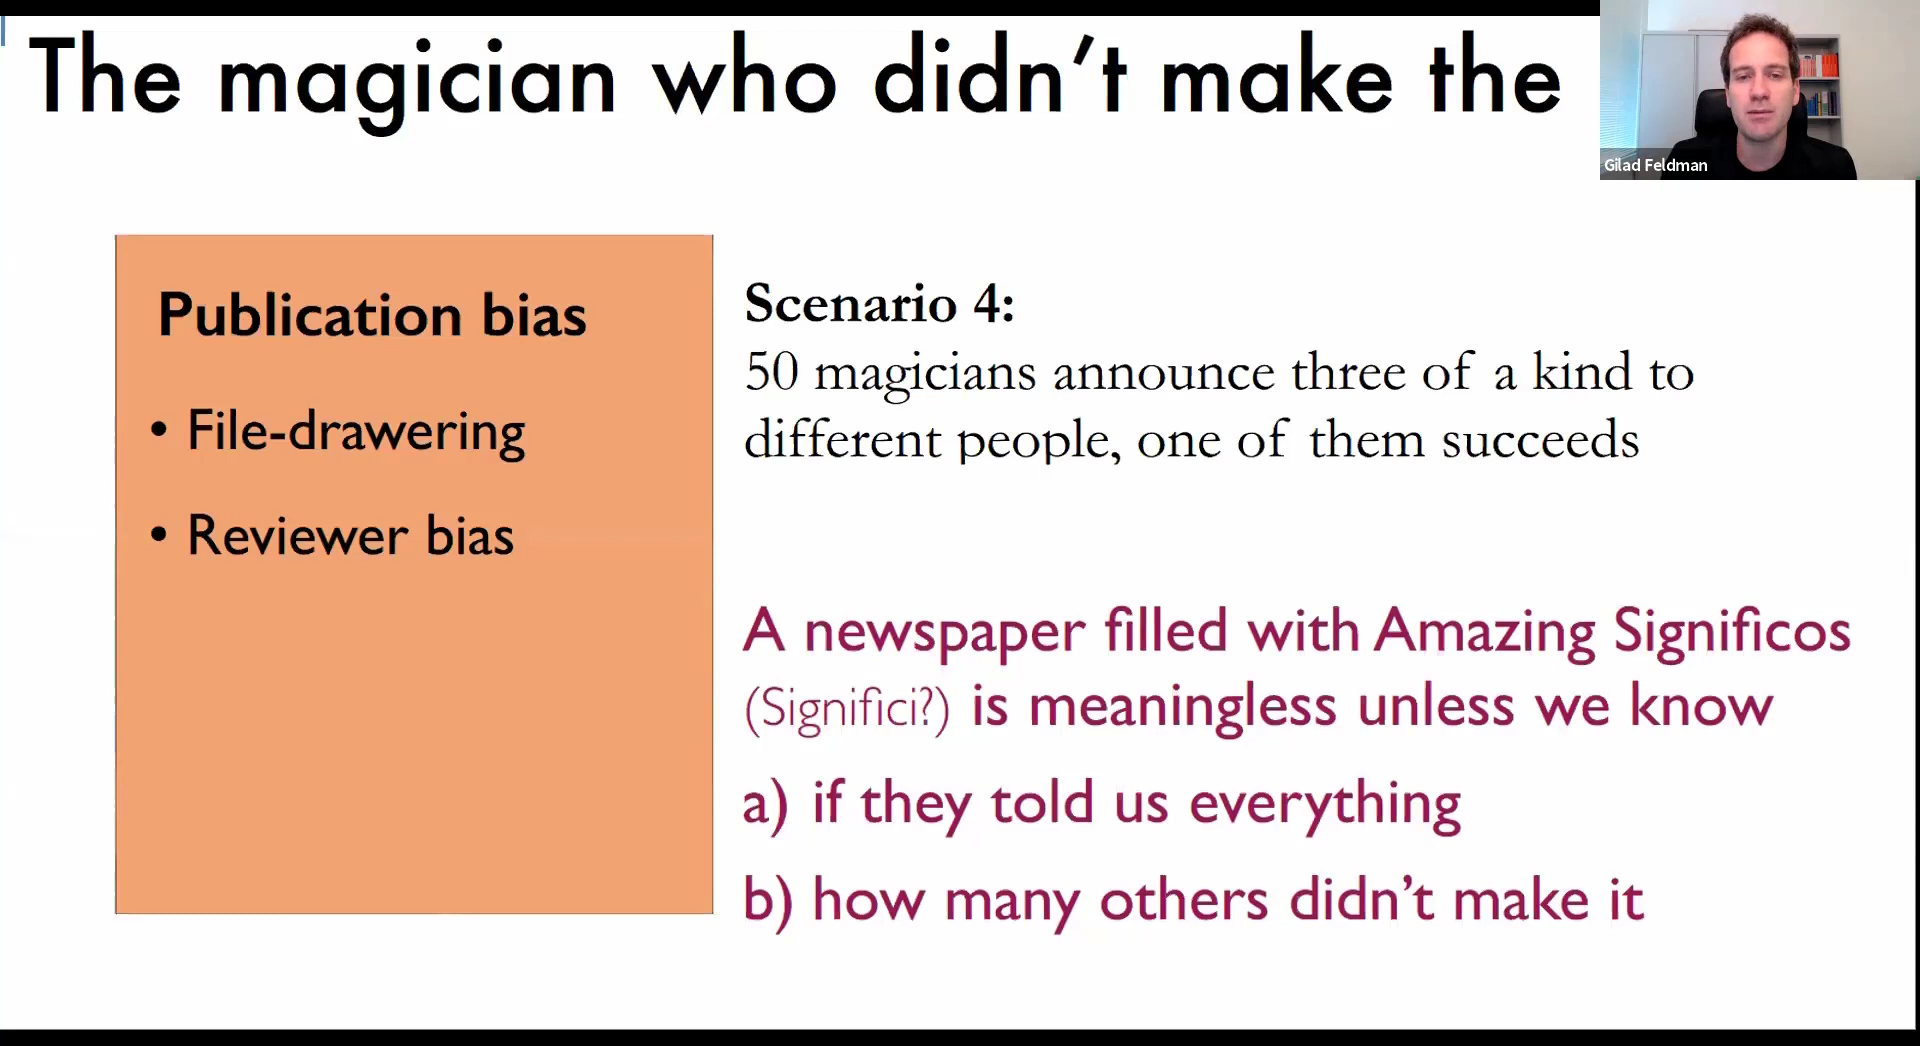 The magician who didn’t make the
Gilad Feldman
Publication bias
• File-drawering
• Reviewer bias
Scenario 4:
50 magicians announce three of a kind to
different people, one of them succeeds
A newspaper filled with Amazing Significos
(Significi?) is meaningless unless we know
a) if they told us everything
b) how many others didn’t make it